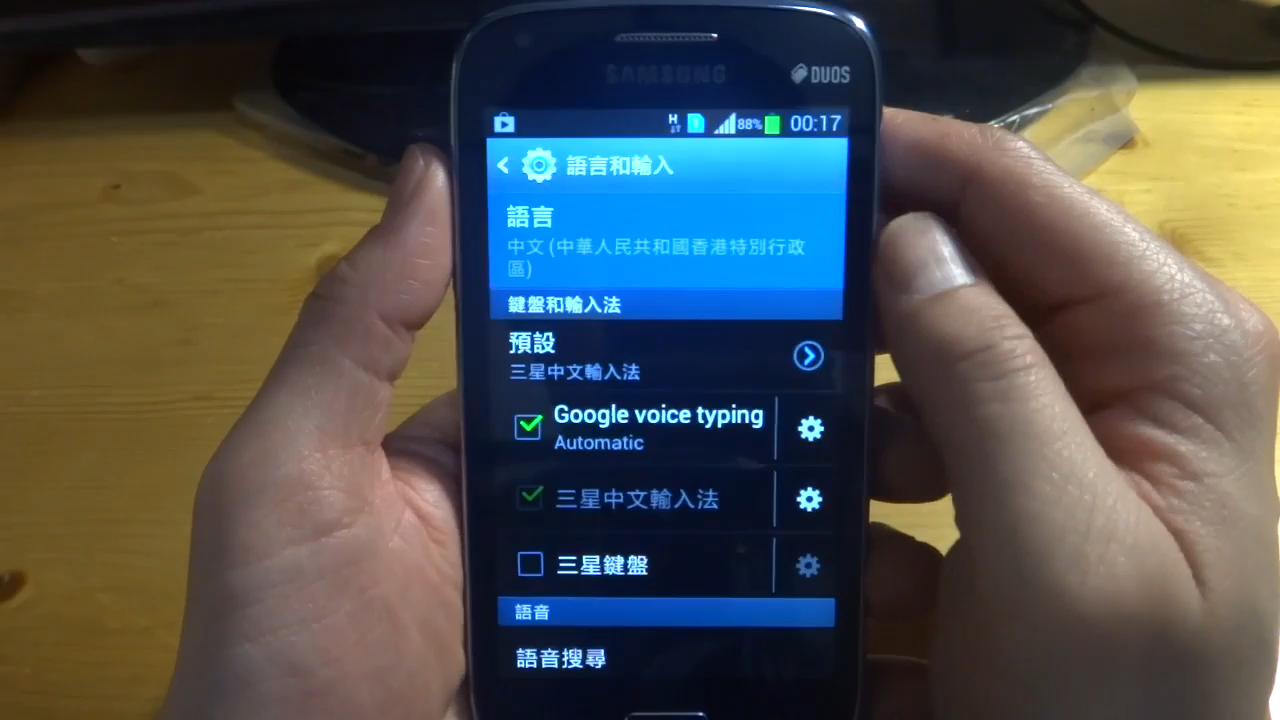 SAMSUNG
DUOS
H
88%
00:17
語言和輸入
語言
中文 (中華人民共和國香港特別行政
區)
鍵盤和輸入法
預設
三星中文輸入法
Google voice typing
Automatic
三星中文輸入法
三星鍵盤
語音
語音搜尋